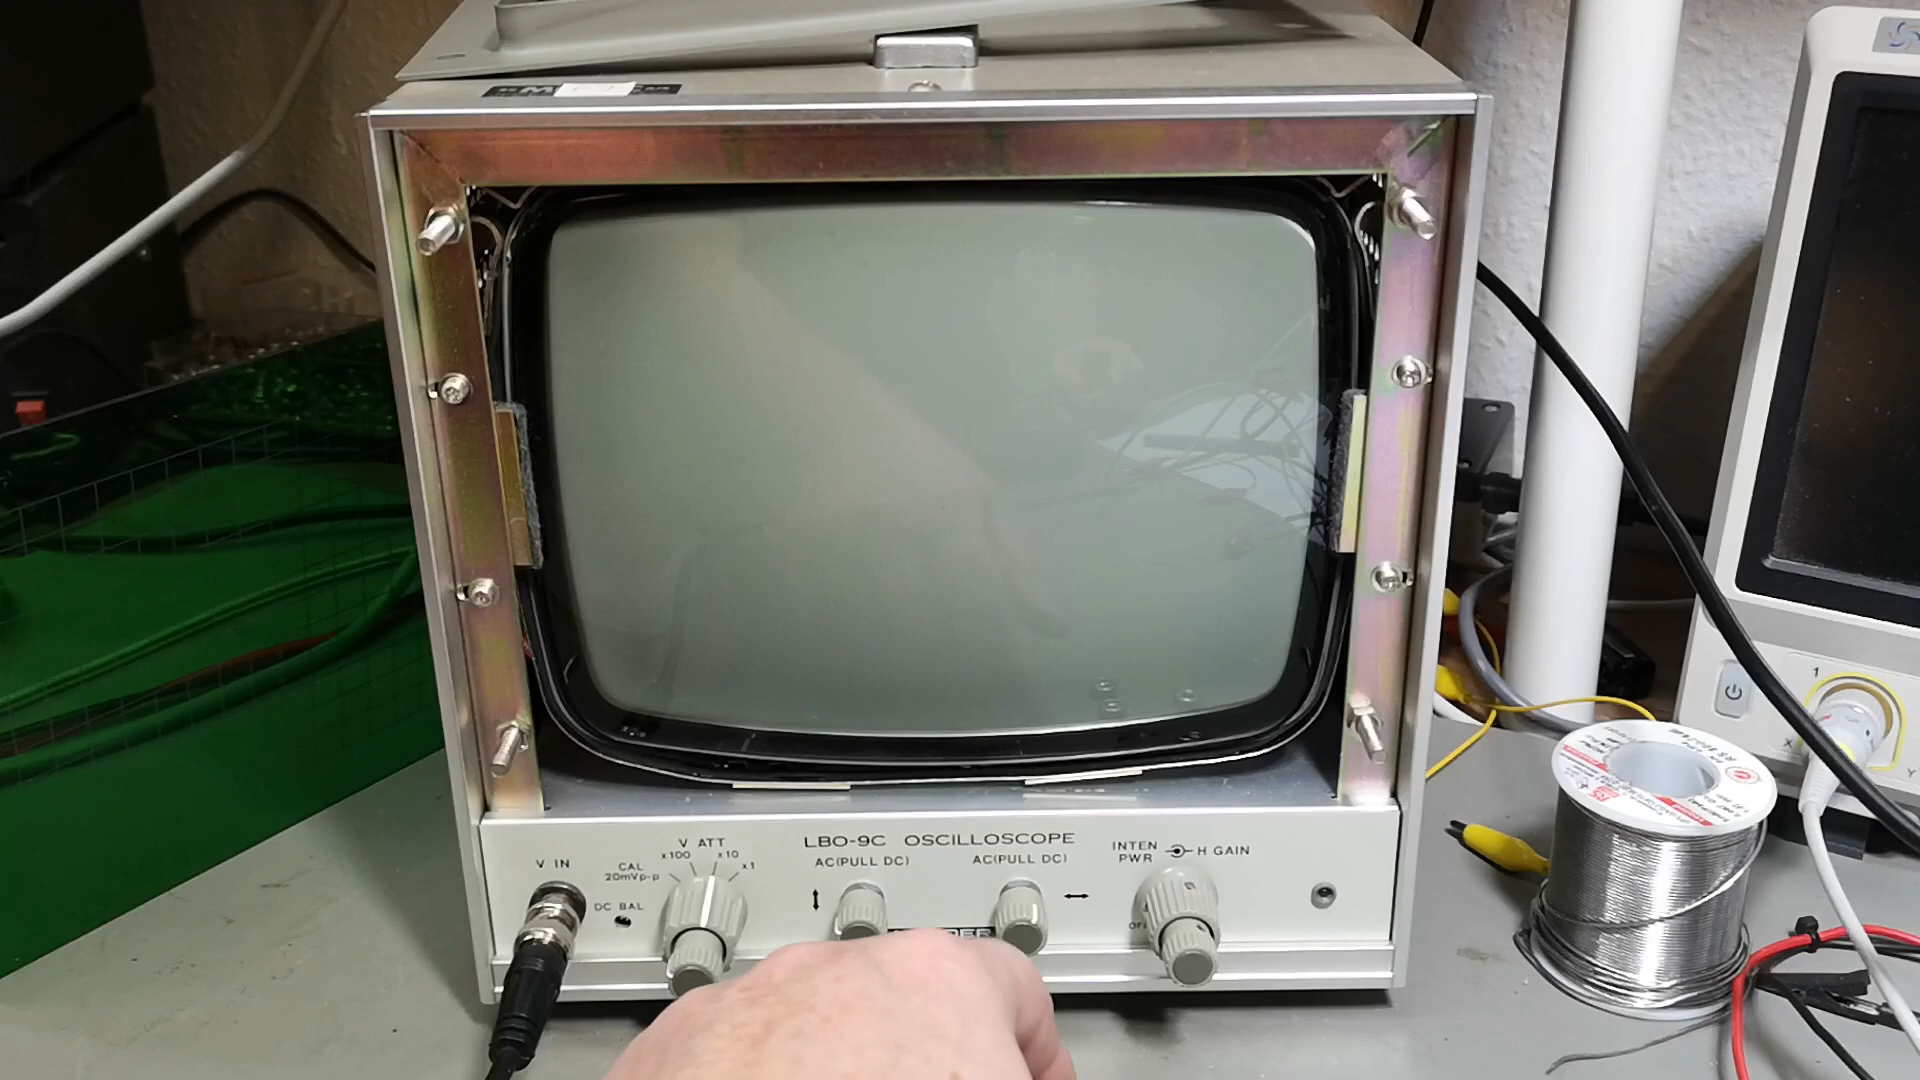 LBO-9C OSCILLOSCOPE
V IN
V ATT
x100
x10
x1
CAL
20mVp-p
DC BAL
AC(PULL DC)
AC(PULL DC)
INTEN
PWR
H GAIN
1
X
Y